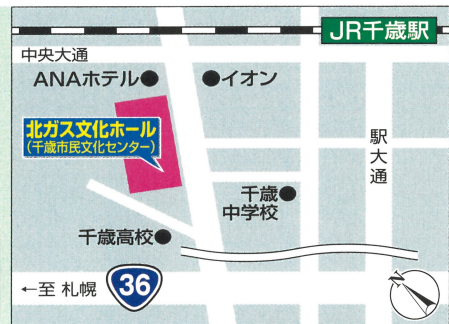 JR千歳駅
中央大通
ANAホテル
イオン
北ガス文化ホール
(千歳市民文化センター)
駅大通
千歳
中学校
千歳高校
←至 札幌
36
N